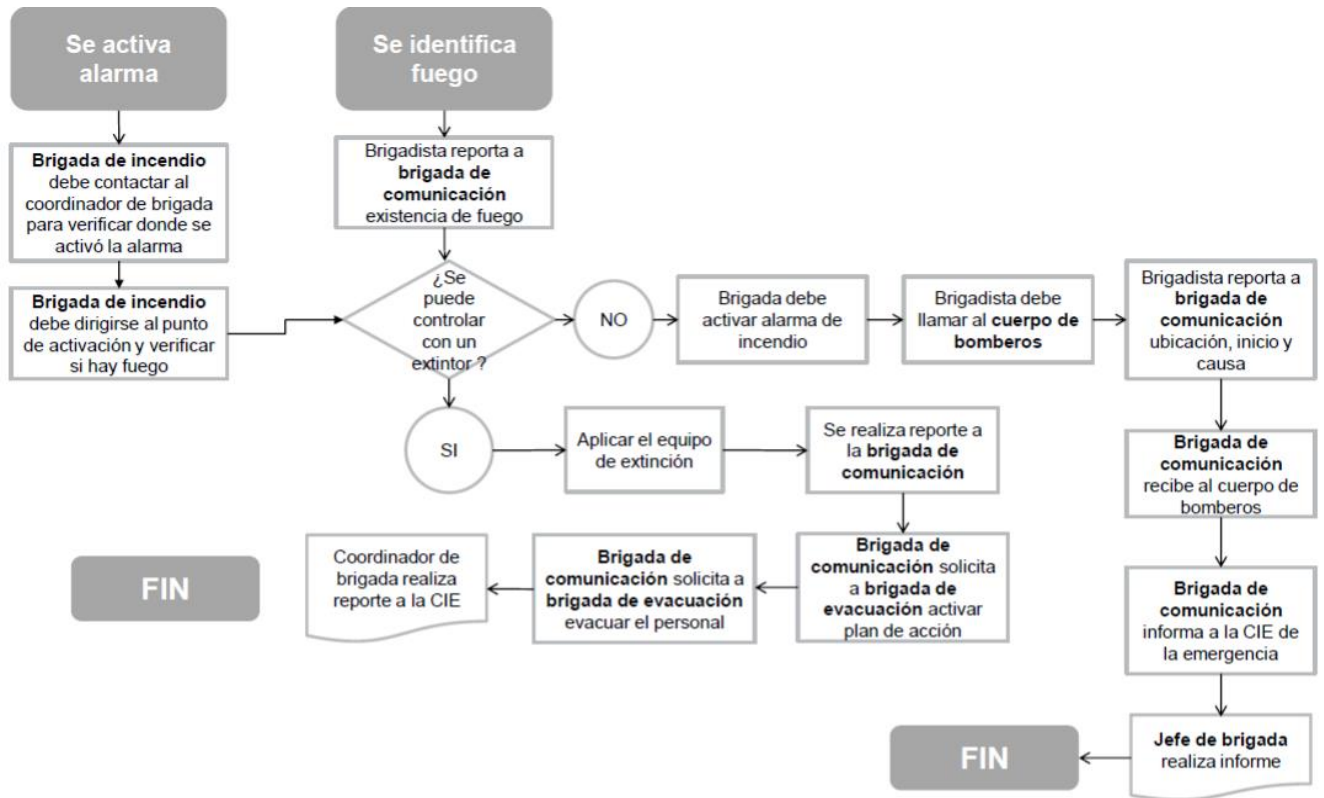 Se activa
alarma
Se identifica
fuego
Brigada de incendio
debe contactar al
coordinador de brigada
para verificar donde se
activó la alarma
Brigadista reporta a
brigada de
comunicación
existencia de fuego
Brigada de incendio
debe dirigirse al punto
de activación y verificar
si hay fuego
¿Se
puede
controlar
con un
extintor ?
NO
Brigada debe
activar alarma de
incendio
Brigadista debe
llamar al cuerpo de
bomberos
Brigadista reporta a
brigada de
comunicación
ubicación, inicio y
causa
SI
Aplicar el equipo
de extinción
Se realiza reporte a
la brigada de
comunicación
Brigada de
comunicación
recibe al cuerpo de
bomberos
FIN
Coordinador de
brigada realiza
reporte a la CIE
Brigada de
comunicación solicita a
brigada de evacuación
evacuar el personal
Brigada de
comunicación solicita
a brigada de
evacuación activar
plan de acción
Brigada de
comunicación
informa a la CIE de
la emergencia
FIN
Jefe de brigada
realiza informe